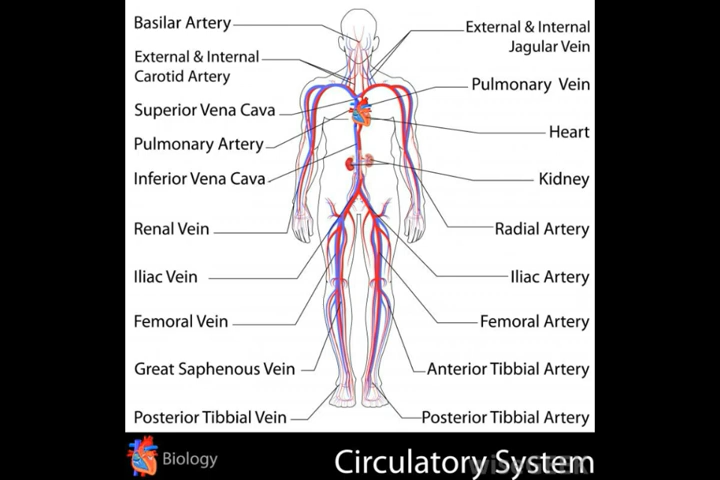 Basilar Artery
External & Internal
Carotid Artery
Superior Vena Cava
Pulmonary Artery
Inferior Vena Cava
Renal Vein
Iliac Vein
Femoral Vein
Great Saphenous Vein
Posterior Tibbial Vein
External & Internal
Jagular Vein
Pulmonary Vein
Heart
Kidney
Radial Artery
Iliac Artery
Femoral Artery
Anterior Tibbial Artery
Posterior Tibbial Artery
Biology
Circulatory System
wiseGEEK